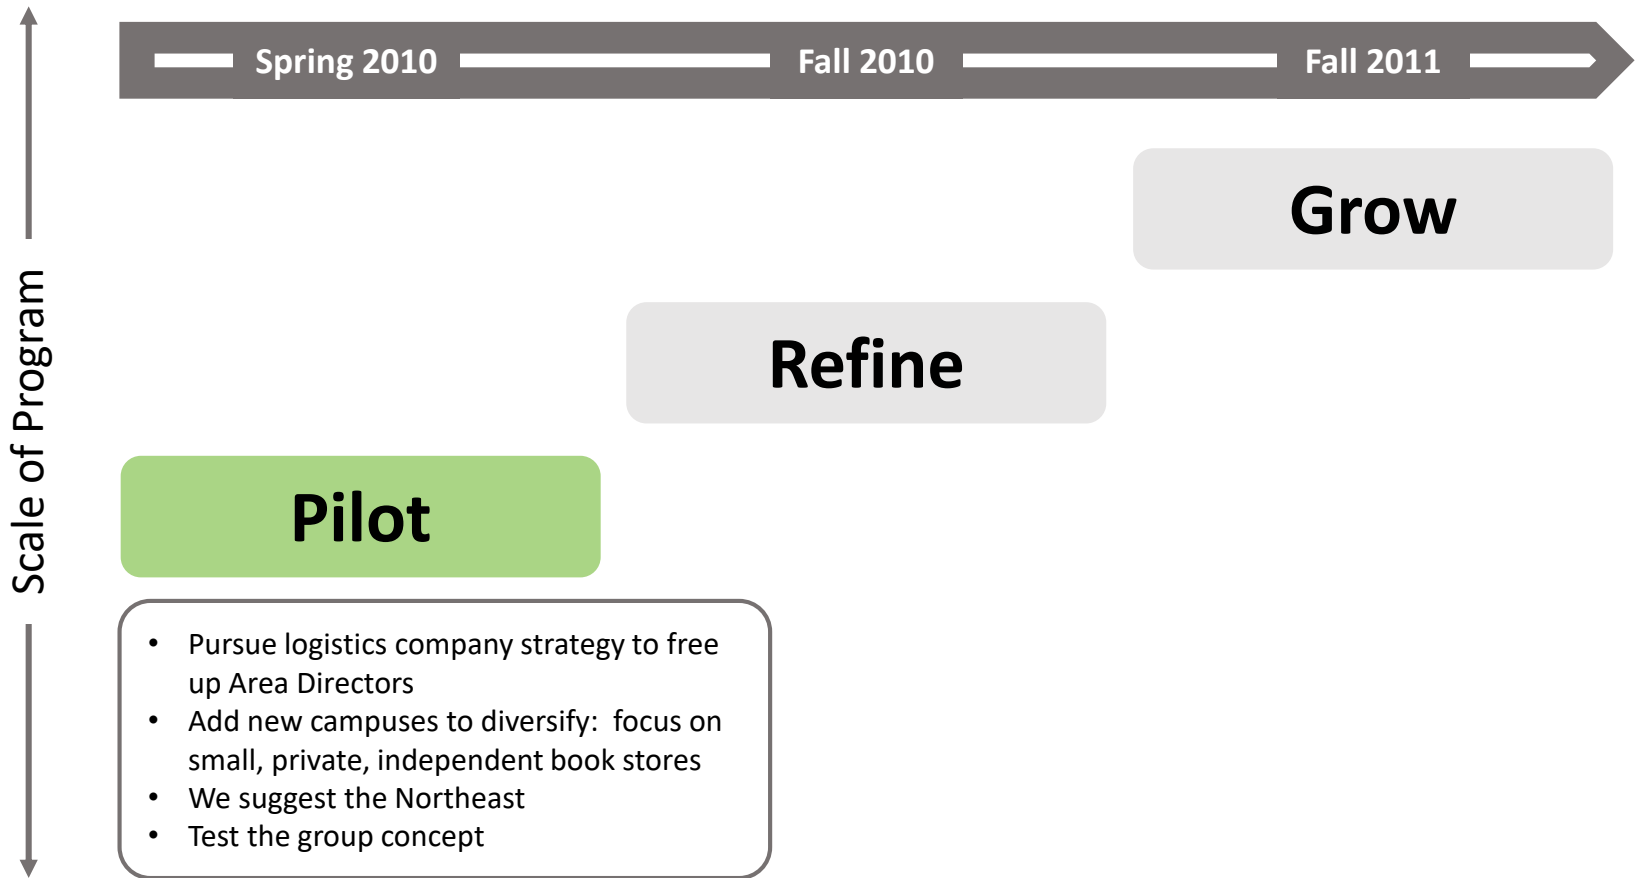 Spring 2010
Fall 2010
Fall 2011
Scale of Program
Grow
Refine
Pilot
• Pursue logistics company strategy to free
up Area Directors
• Add new campuses to diversify:  focus on
small, private, independent book stores
• We suggest the Northeast
• Test the group concept